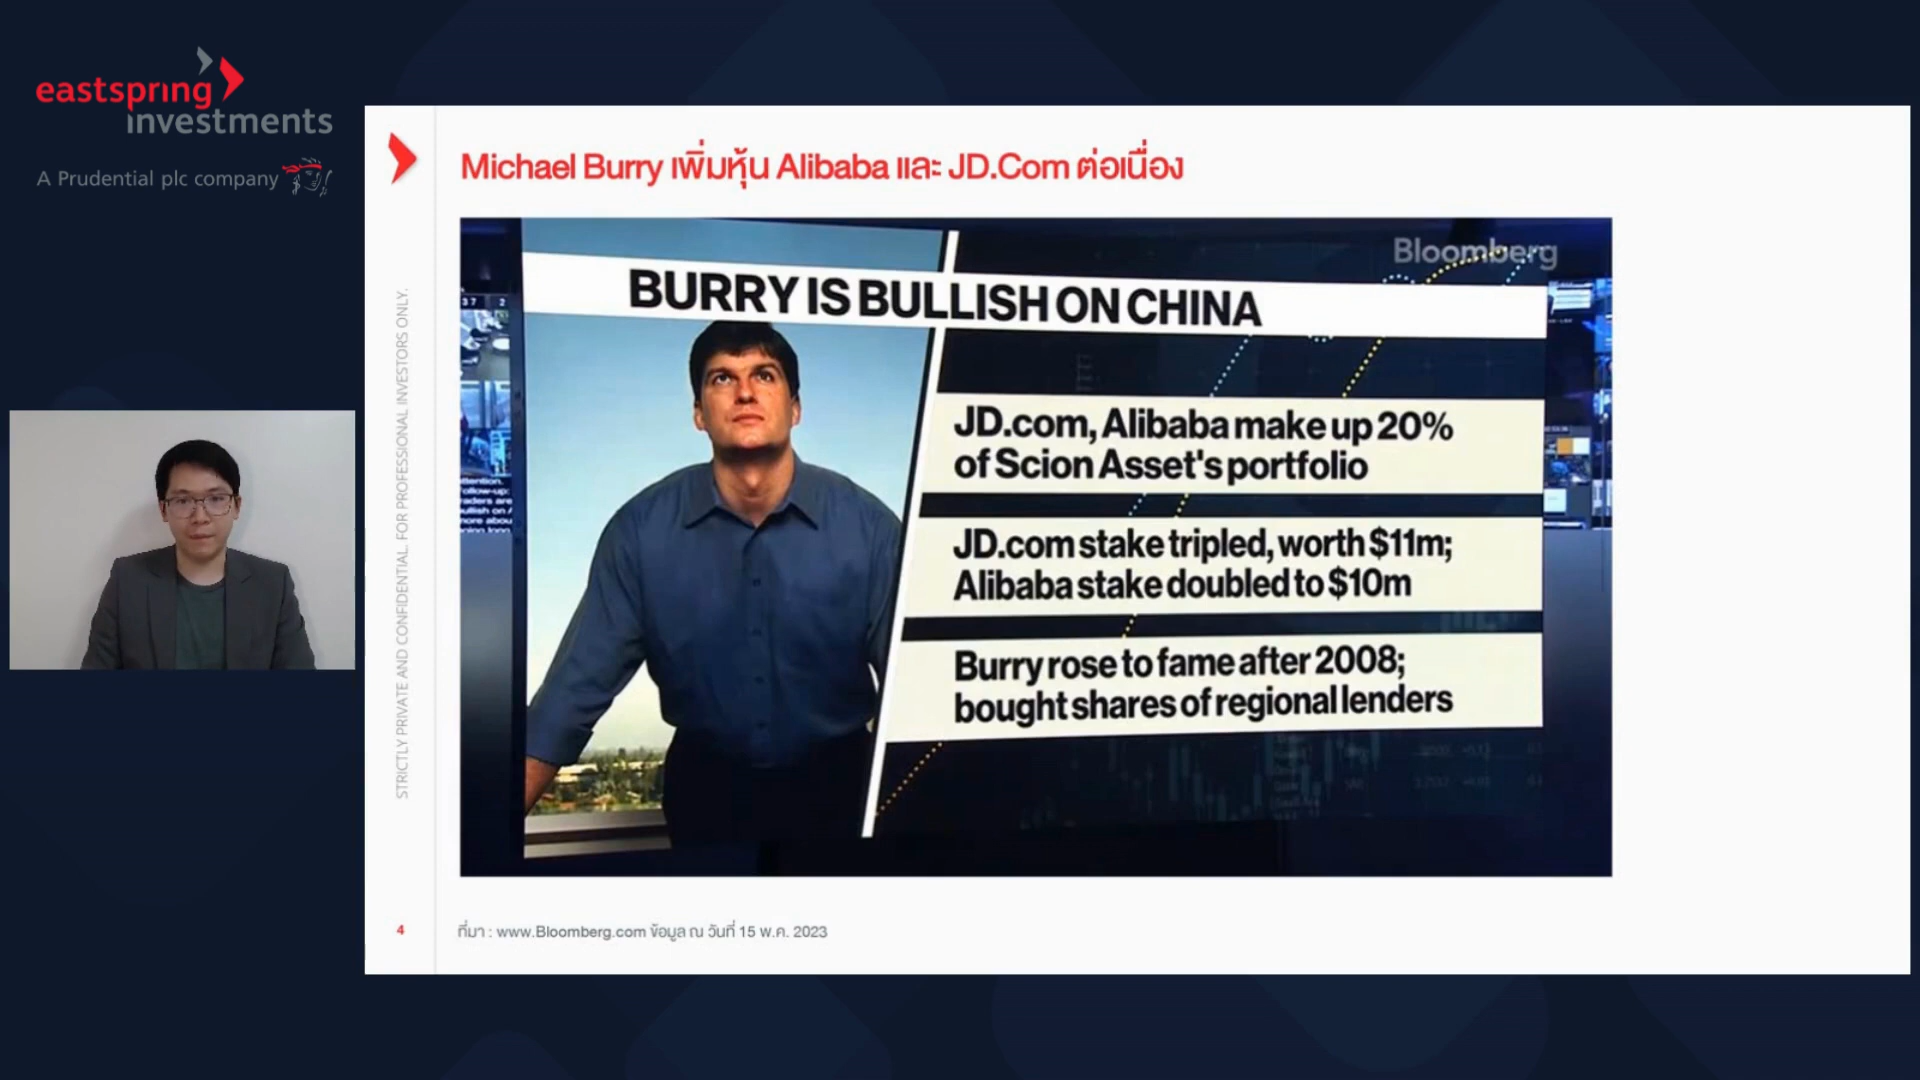 eastspring
investments
A Prudential plc company
Michael Burry เพิ่มหุ้น Alibaba และ JD.Com ต่อเนื่อง
STRICTLY PRIVATE AND CONFIDENTIAL. FOR PROFESSIONAL INVESTORS ONLY.
Bloomberg
BURRY IS BULLISH ON CHINA
JD.com, Alibaba make up 20%
of Scion Asset's portfolio
JD.com stake tripled, worth $11m;
Alibaba stake doubled to $10m
Burry rose to fame after 2008;
bought shares of regional lenders
4
ที่มา : www.Bloomberg.com ข้อมูล ณ วันที่ 15 พ.ค. 2023